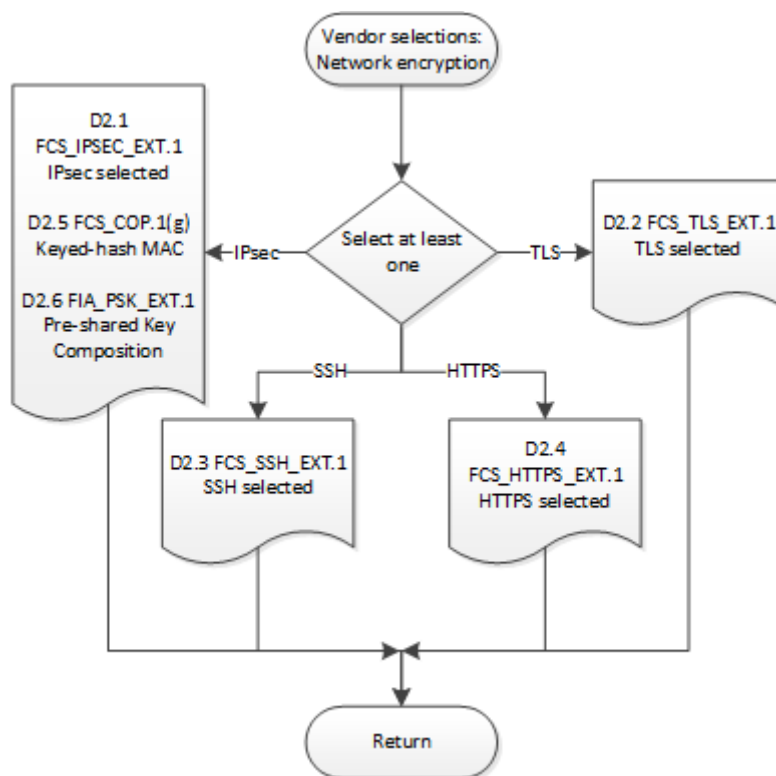 Vendor selections:
Network encryption
D2.1
FCS_IPSEC_EXT.1
IPsec selected
D2.5 FCS_COP.1(g)
Keyed-hash MAC
D2.6 FIA_PSK_EXT.1
Pre-shared Key
Composition
IPsec
Select at least
one
TLS
D2.2 FCS_TLS_EXT.1
TLS selected
SSH
HTTPS
D2.3 FCS_SSH_EXT.1
SSH selected
D2.4
FCS_HTTPS_EXT.1
HTTPS selected
Return